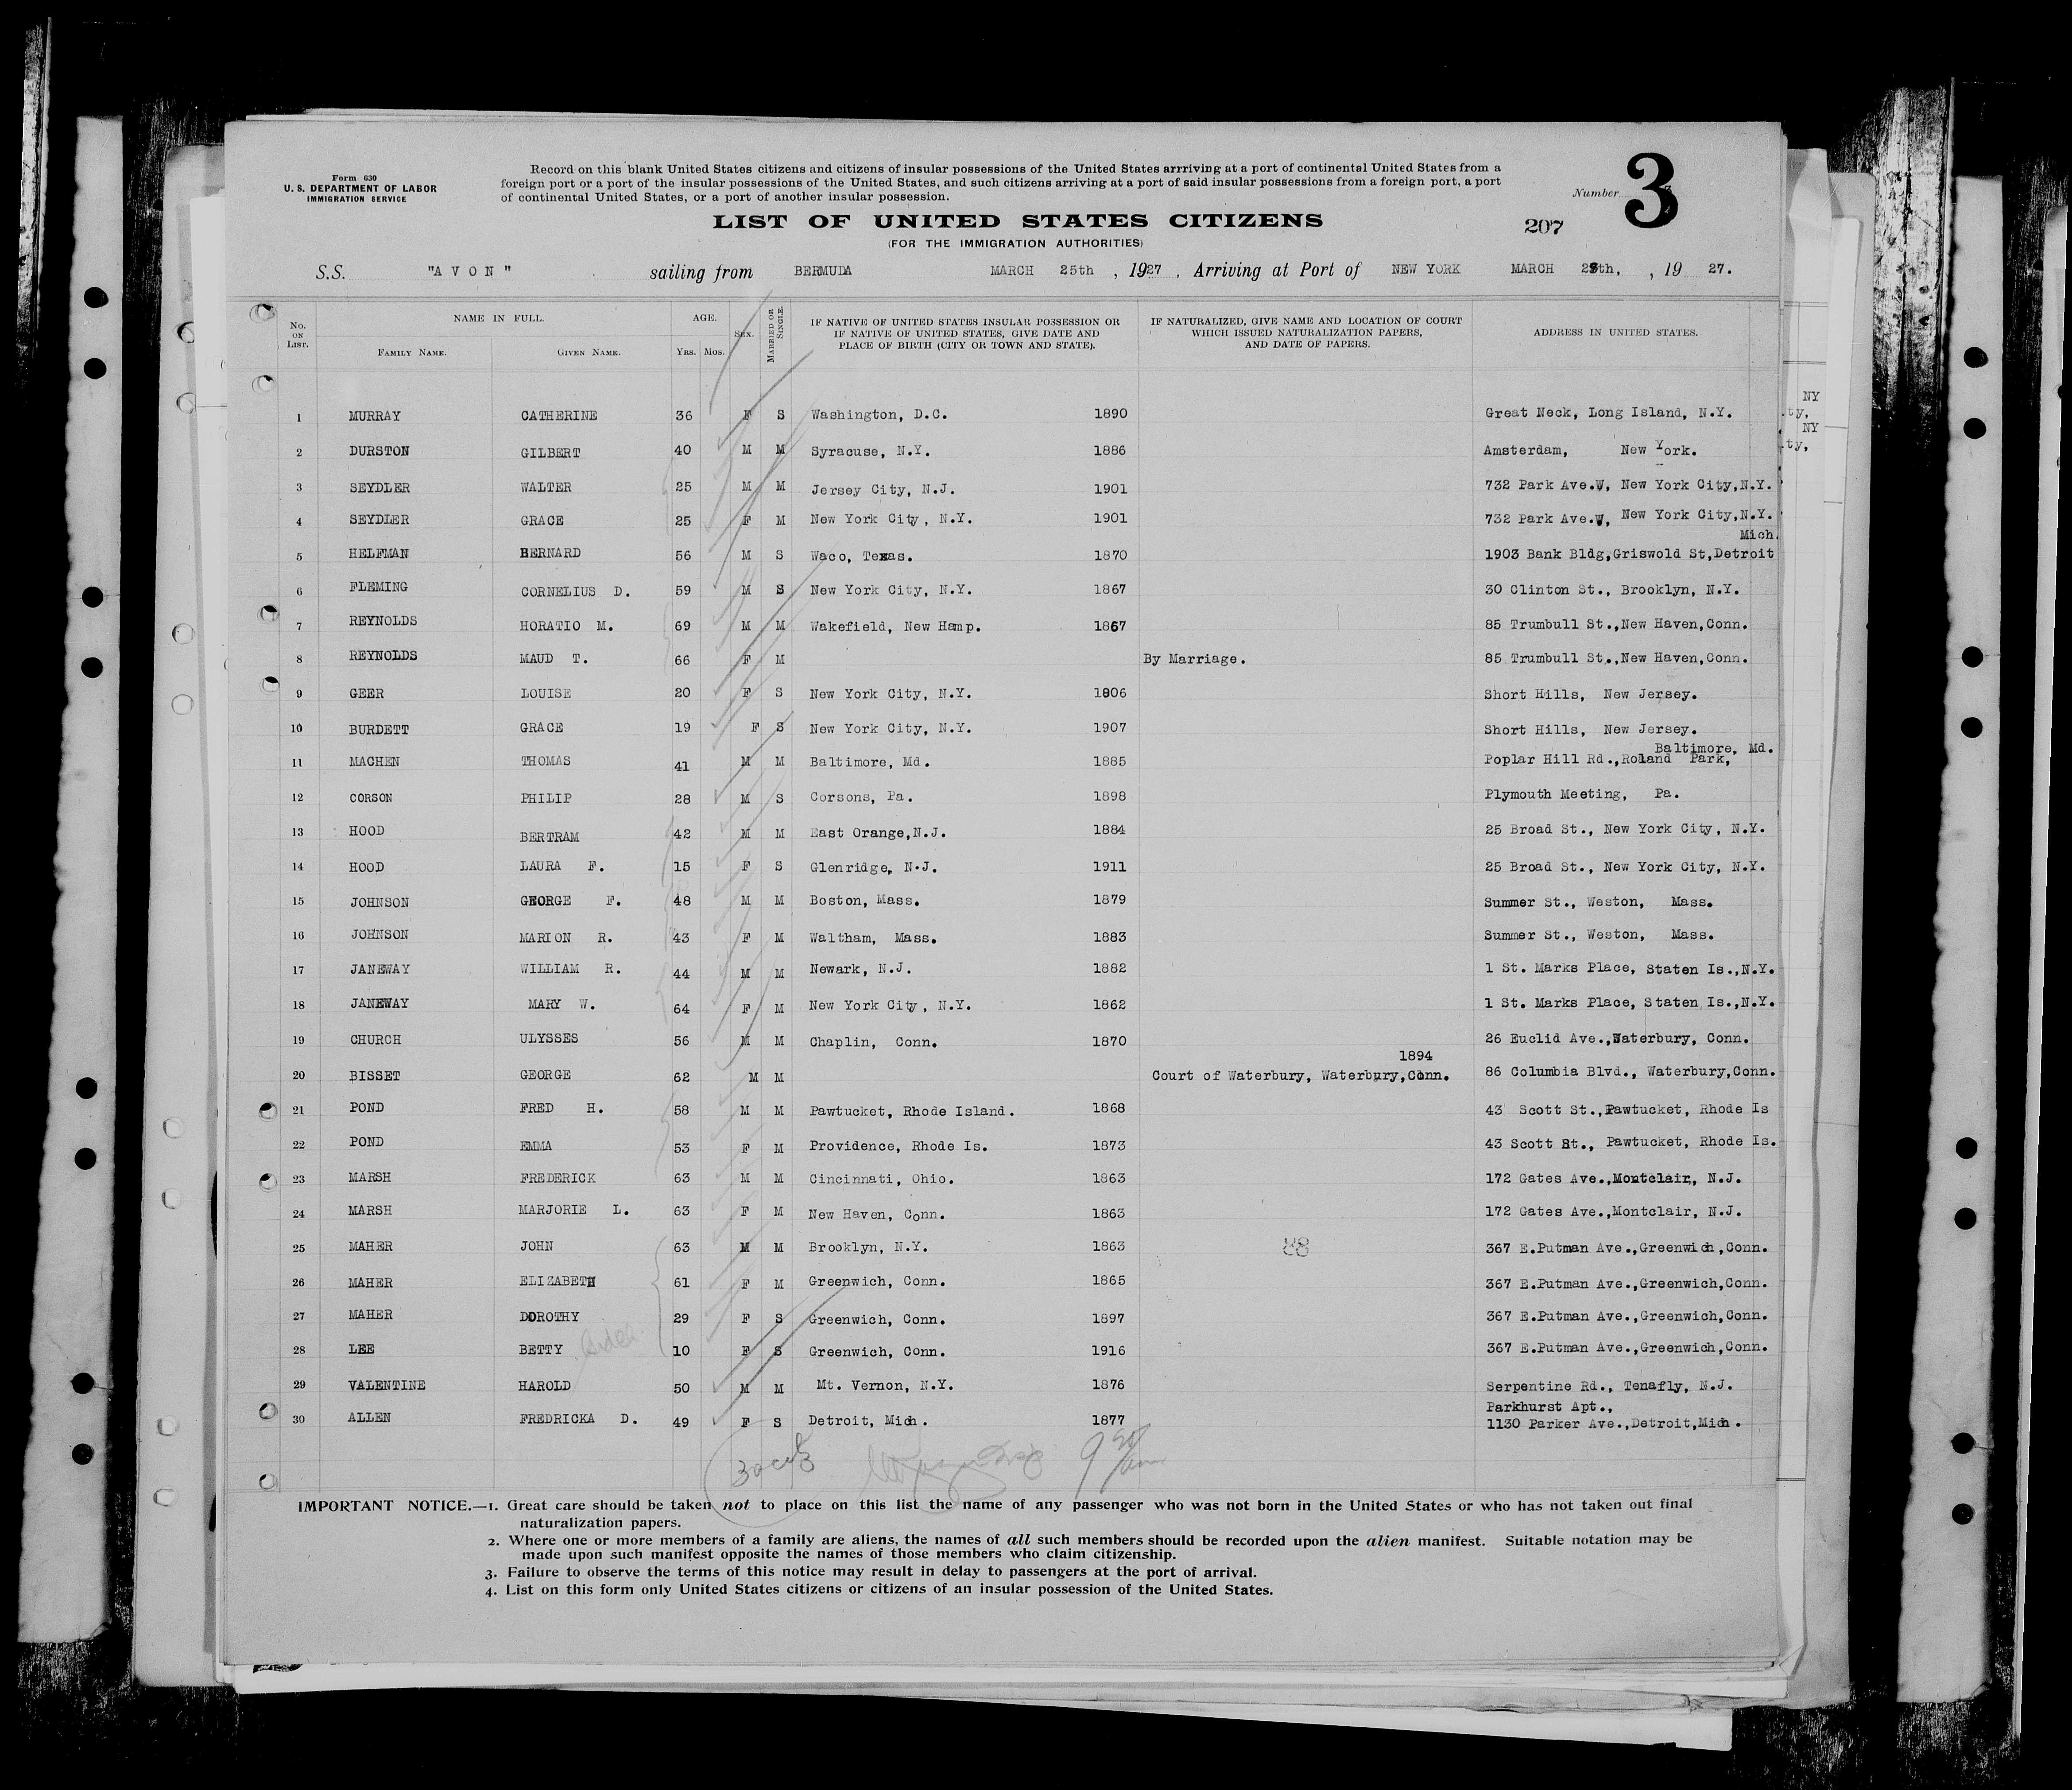 Form 630
U. S. DEPARTMENT OF LABOR
IMMIGRATION SERVICE
Record on this blank United States citizens and citizens of insular possessions of the United States arrriving at a port of continental United States from a
foreign port or a port of the insular possessions of the United States, and such citizens arriving at a port of said insular possessions from a foreign port, a port
of continental United States, or a port of another insular possession.
Number 3
LIST OF UNITED STATES CITIZENS
207
(FOR THE IMMIGRATION AUTHORITIES)
S.S. "A V O N" sailing from BERMUDA MARCH 25th , 1927 , Arriving at Port of NEW YORK MARCH 28th, , 19 27.
No. ON LIST. NAME IN FULL. FAMILY NAME. GIVEN NAME. AGE. Yrs. Mos. SEX. MARRIED OR SINGLE. IF NATIVE OF UNITED STATES INSULAR POSSESSION OR IF NATIVE OF UNITED STATES, GIVE DATE AND PLACE OF BIRTH (CITY OR TOWN AND STATE). IF NATURALIZED, GIVE NAME AND LOCATION OF COURT WHICH ISSUED NATURALIZATION PAPERS, AND DATE OF PAPERS. ADDRESS IN UNITED STATES.
1 MURRAY CATHERINE 36 F S Washington, D.C. 1890 Great Neck, Long Island, N.Y.
2 DURSTON GILBERT 40 M M Syracuse, N.Y. 1886 Amsterdam, New York.
3 SEYDLER WALTER 25 M M Jersey City, N.J. 1901 732 Park Ave.W, New York City,N.Y.
4 SEYDLER GRACE 25 F M New York City, N.Y. 1901 732 Park Ave.W, New York City,N.Y.
Mich.
5 HELFMAN BERNARD 56 M S Waco, Texas. 1870 1903 Bank Bldg,Griswold St,Detroit
6 FLEMING CORNELIUS D. 59 M S New York City, N.Y. 1867 30 Clinton St., Brooklyn, N.Y.
7 REYNOLDS HORATIO M. 69 M M Wakefield, New Hamp. 1867 85 Trumbull St.,New Haven,Conn.
8 REYNOLDS MAUD T. 66 F M By Marriage. 85 Trumbull St.,New Haven,Conn.
9 GEER LOUISE 20 F S New York City, N.Y. 1906 Short Hills, New Jersey.
10 BURDETT GRACE 19 F S New York City, N.Y. 1907 Short Hills, New Jersey.
Baltimore, Md.
11 MACHEN THOMAS 41 M M Baltimore, Md. 1885 Poplar Hill Rd.,Roland Park,
12 CORSON PHILIP 28 M S Corsons, Pa. 1898 Plymouth Meeting, Pa.
13 HOOD BERTRAM 42 M M East Orange,N.J. 1884 25 Broad St., New York City, N.Y.
14 HOOD LAURA F. 15 F S Glenridge, N.J. 1911 25 Broad St., New York City, N.Y.
15 JOHNSON GEORGE F. 48 M M Boston, Mass. 1879 Summer St., Weston, Mass.
16 JOHNSON MARION R. 43 F M Waltham, Mass. 1883 Summer St., Weston, Mass.
17 JANEWAY WILLIAM R. 44 M M Newark, N.J. 1882 1 St. Marks Place, Staten Is.,N.Y.
18 JANEWAY MARY W. 64 F M New York City, N.Y. 1862 1 St. Marks Place, Staten Is.,N.Y.
19 CHURCH ULYSSES 56 M M Chaplin, Conn. 1870 26 Euclid Ave.,Waterbury, Conn.
1894
20 BISSET GEORGE 62 M M Court of Waterbury, Waterbury,Conn. 86 Columbia Blvd., Waterbury,Conn.
21 POND FRED H. 58 M M Pawtucket, Rhode Island. 1868 43 Scott St.,Pawtucket, Rhode Is
22 POND EMMA 53 F M Providence, Rhode Is. 1873 43 Scott St., Pawtucket, Rhode Is.
23 MARSH FREDERICK 63 M M Cincinnati, Ohio. 1863 172 Gates Ave.,Montclair, N.J.
24 MARSH MARJORIE L. 63 F M New Haven, Conn. 1863 172 Gates Ave.,Montclair, N.J.
25 MAHER JOHN 63 M M Brooklyn, N.Y. 1863 367 E.Putman Ave.,Greenwich,Conn.
26 MAHER ELIZABETH 61 F M Greenwich, Conn. 1865 367 E.Putman Ave.,Greenwich,Conn.
27 MAHER DOROTHY 29 F S Greenwich, Conn. 1897 367 E.Putman Ave.,Greenwich,Conn.
28 LEE BETTY 10 F S Greenwich, Conn. 1916 367 E.Putman Ave.,Greenwich,Conn.
29 VALENTINE HAROLD 50 M M Mt. Vernon, N.Y. 1876 Serpentine Rd., Tenafly, N.J.
Parkhurst Apt.,
30 ALLEN FREDRICKA D. 49 F S Detroit, Mich. 1877 1130 Parker Ave.,Detroit,Mich.
IMPORTANT NOTICE.—1. Great care should be taken not to place on this list the name of any passenger who was not born in the United States or who has not taken out final
naturalization papers.
2. Where one or more members of a family are aliens, the names of all such members should be recorded upon the alien manifest. Suitable notation may be
made upon such manifest opposite the names of those members who claim citizenship.
3. Failure to observe the terms of this notice may result in delay to passengers at the port of arrival.
4. List on this form only United States citizens or citizens of an insular possession of the United States.
NY
ty,
NY
ty,